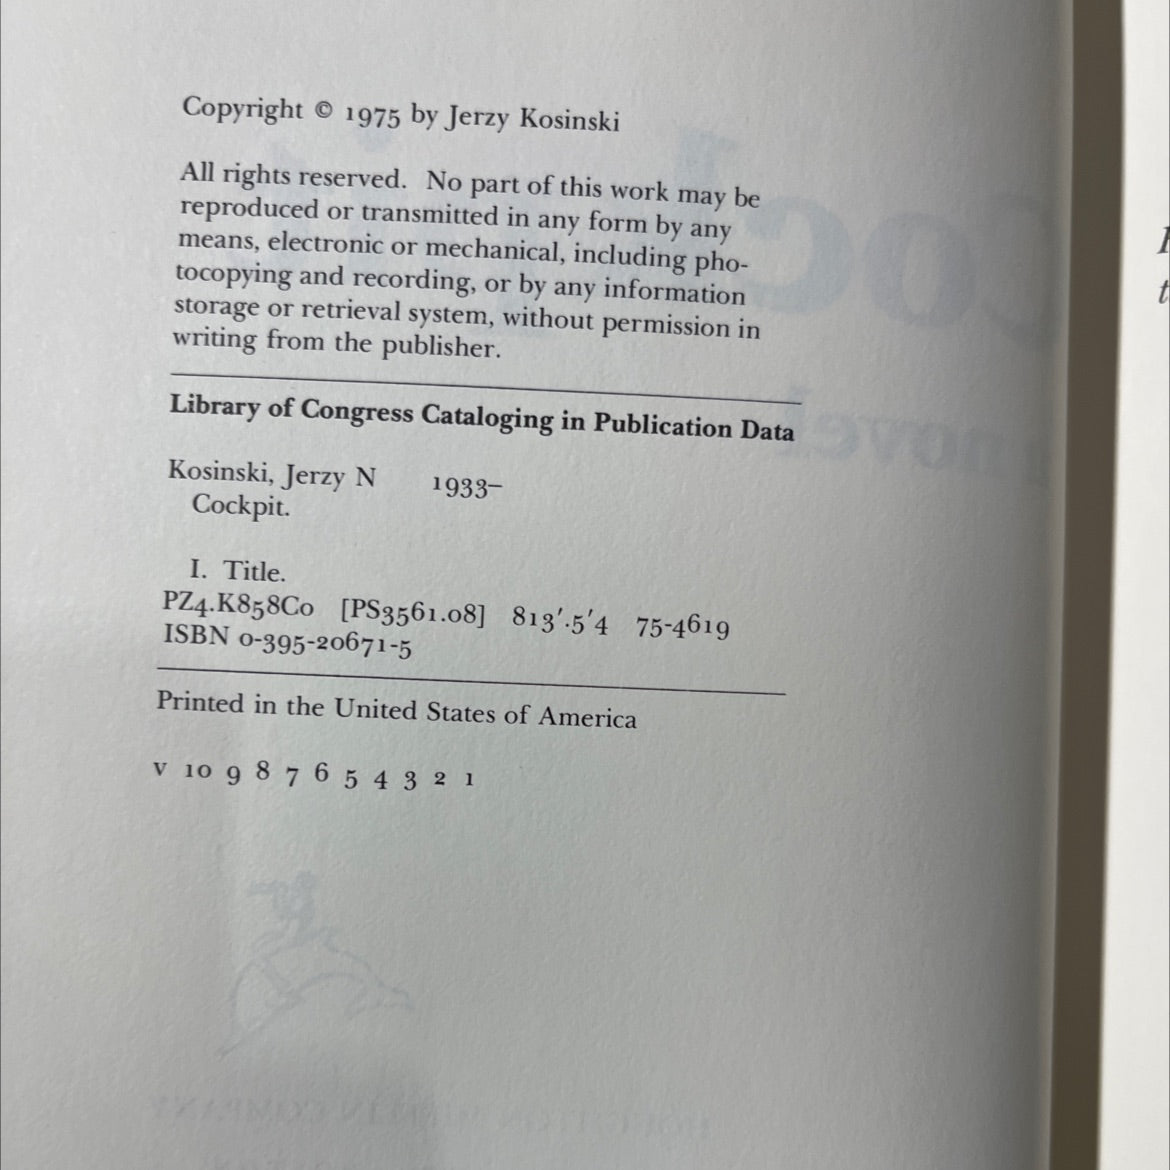 Copyright © 1975 by Jerzy Kosinski
All rights reserved. No part of this work may be
reproduced or transmitted in any form by any
means, electronic or mechanical, including pho-
tocopying and recording, or by any information
storage or retrieval system, without permission in
writing from the publisher.
Library of Congress Cataloging in Publication Data
Kosinski, Jerzy N 1933–
Cockpit.
I. Title.
PZ4.K858Co [PS3561.o8] 813'.5'4 75-4619
ISBN 0-395-20671-5
Printed in the United States of America
V 10 9 8 7 6 5 4 3 2 1